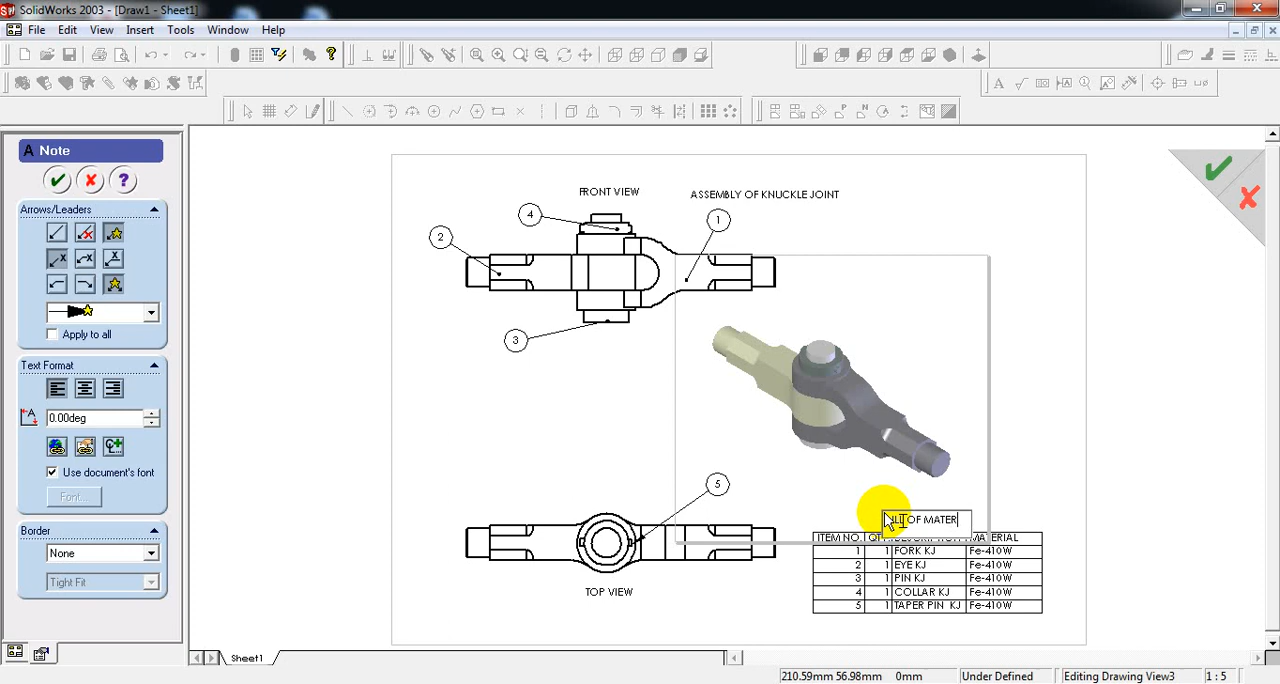 SolidWorks 2003 - [Draw1 - Sheet1]
File Edit View Insert Tools Window Help
A Note
Arrows/Leaders
Apply to all
Text Format
0.00deg
Use document's font
Font...
Border
None
Tight Fit
FRONT VIEW
ASSEMBLY OF KNUCKLE JOINT
4
1
2
3
5
TOP VIEW
OF MATER
ITEM NO. MATERIAL
1 1 FORK KJ Fe-410W
2 1 EYE KJ Fe-410W
3 1 PIN KJ Fe-410W
4 1 COLLAR KJ Fe-410W
5 1 TAPER PIN KJ Fe-410W
Sheet1
210.59mm 56.98mm 0mm Under Defined Editing Drawing View3 1 : 5